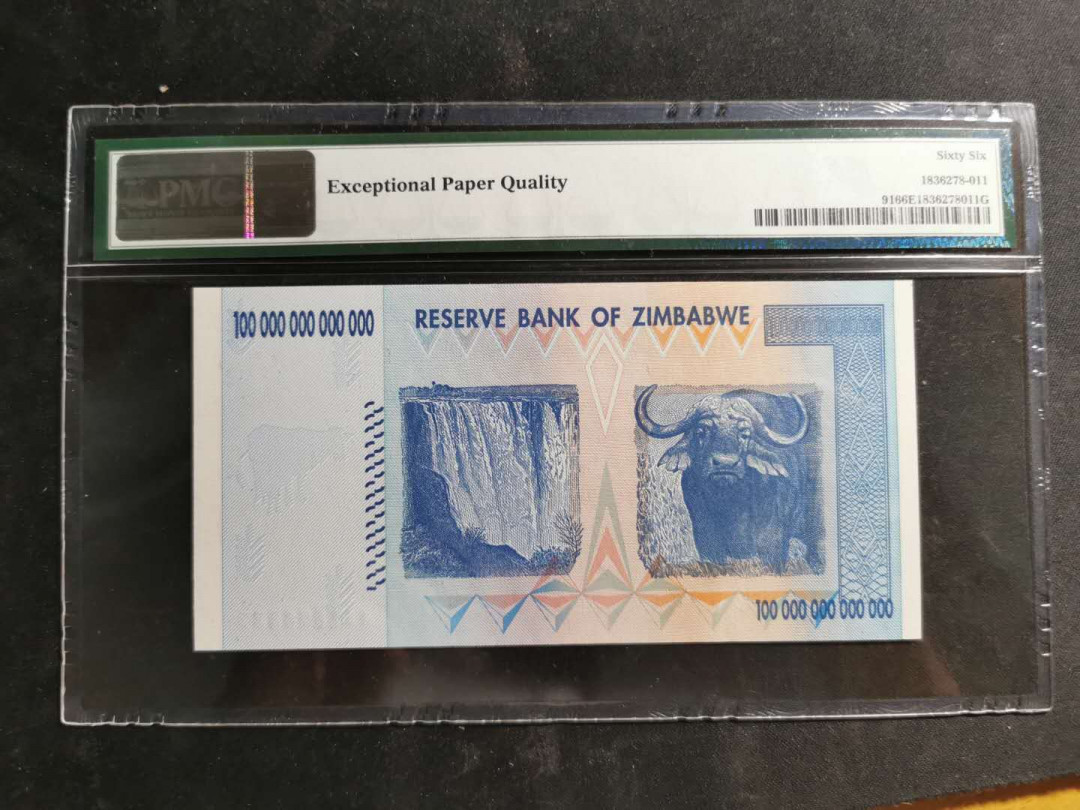 PMG
Exceptional Paper Quality
Sixty Six
1836278-011
9166E1836278011G
100 000 000 000 000
RESERVE BANK OF ZIMBABWE
100 000 000 000 000